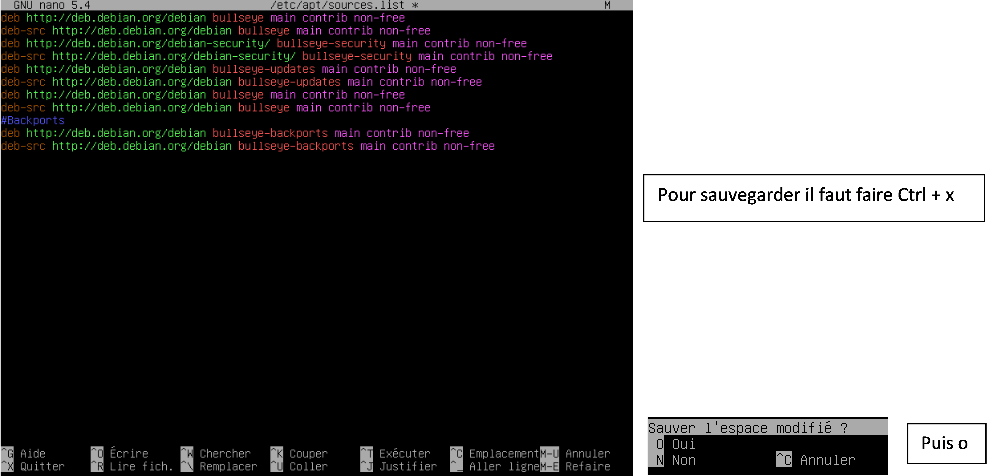 GNU nano 5.4 /etc/apt/sources.list * M
deb http://deb.debian.org/debian bullseye main contrib non-free
deb-src http://deb.debian.org/debian bullseye main contrib non-free
deb http://deb.debian.org/debian-security/ bullseye-security main contrib non-free
deb-src http://deb.debian.org/debian-security/ bullseye-security main contrib non-free
deb http://deb.debian.org/debian bullseye-updates main contrib non-free
deb-src http://deb.debian.org/debian bullseye-updates main contrib non-free
deb http://deb.debian.org/debian bullseye main contrib non-free
deb-src http://deb.debian.org/debian bullseye main contrib non-free
#Backports
deb http://deb.debian.org/debian bullseye-backports main contrib non-free
deb-src http://deb.debian.org/debian bullseye-backports main contrib non-free
Pour sauvegarder il faut faire Ctrl + x
^G Aide ^O Écrire ^W Chercher ^K Couper ^T Exécuter ^C Emplacement M-U Annuler
^X Quitter ^R Lire fich. ^\ Remplacer ^U Coller ^J Justifier ^_ Aller ligne M-E Refaire
Sauver l'espace modifié ?
O Oui
N Non ^C Annuler
Puis o